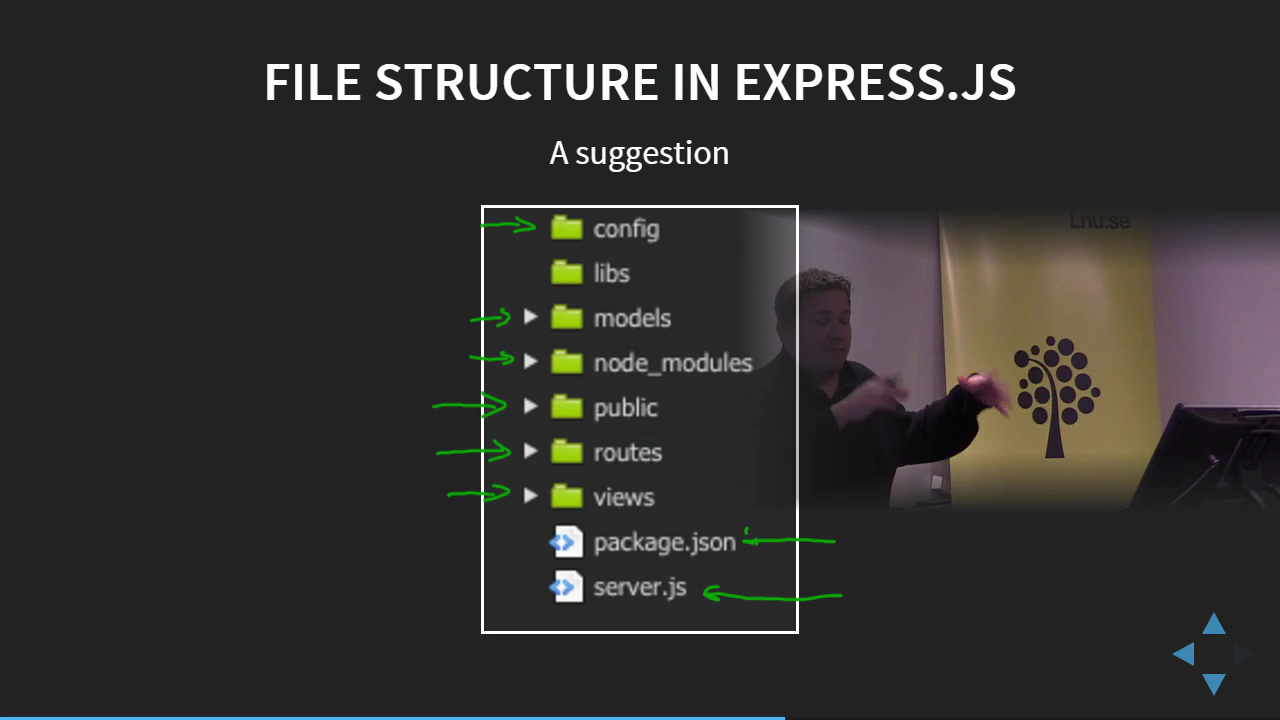 FILE STRUCTURE IN EXPRESS.JS
A suggestion
config
libs
models
node_modules
public
routes
views
package.json
server.js
Lnu.se